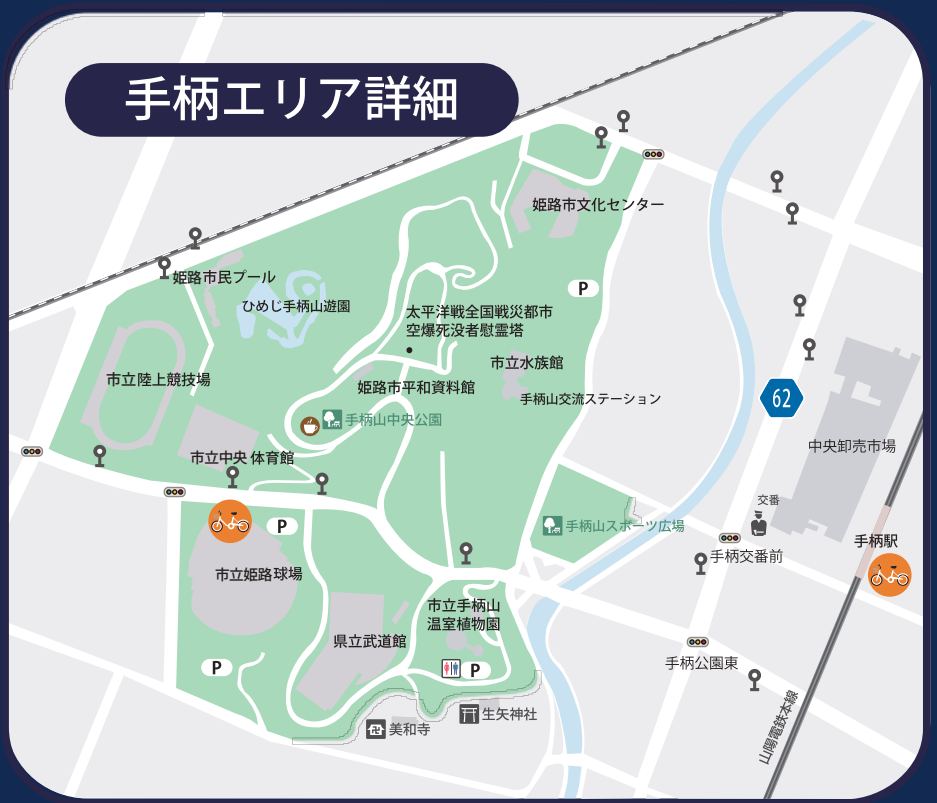 手柄エリア詳細
姫路市文化センター
姫路市民プール
P
ひめじ手柄山遊園
太平洋戦全国戦災都市
空爆死没者慰霊塔
市立陸上競技場
市立水族館
姫路市平和資料館
手柄山交流ステーション
62
手柄山中央公園
市立中央体育館
中央卸売市場
交番
P
手柄山スポーツ広場
手柄駅
手柄交番前
市立姫路球場
市立手柄山
温室植物園
県立武道館
手柄公園東
P
P
生矢神社
美和寺
山陽電鉄本線